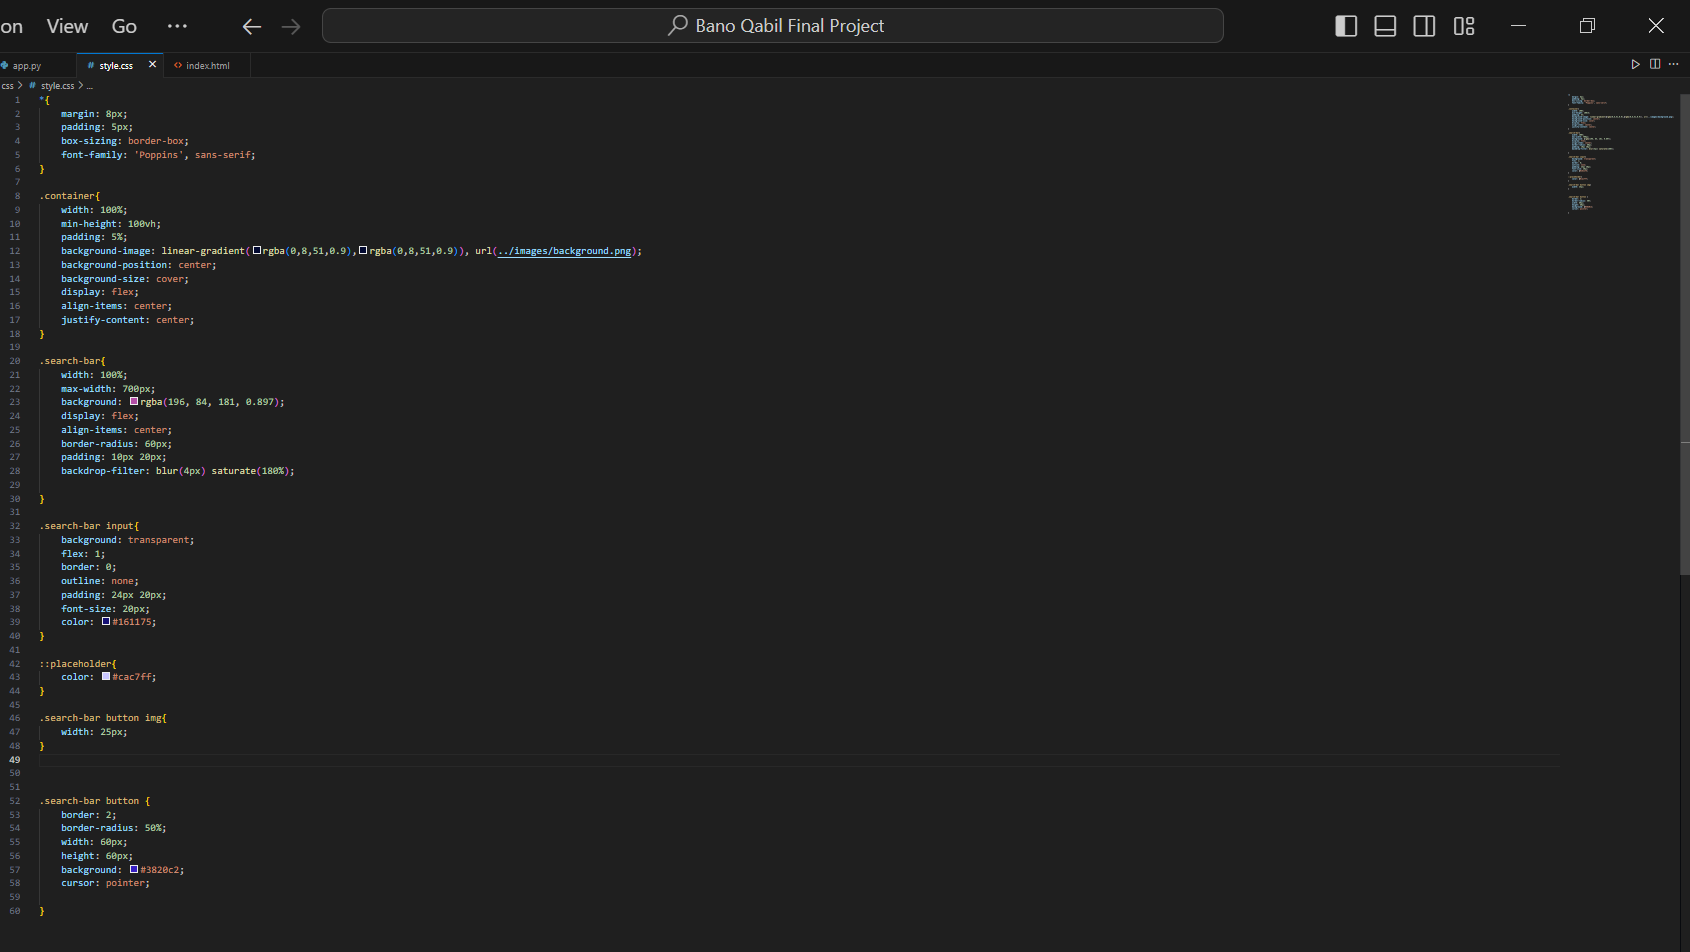 on View Go ··· Bano Qabil Final Project
app.py # style.css index.html
css > # style.css > ...
1 *{
2 margin: 8px;
3 padding: 5px;
4 box-sizing: border-box;
5 font-family: 'Poppins', sans-serif;
6 }
7
8 .container{
9 width: 100%;
10 min-height: 100vh;
11 padding: 5%;
12 background-image: linear-gradient(rgba(0,8,51,0.9),rgba(0,8,51,0.9)), url(../images/background.png);
13 background-position: center;
14 background-size: cover;
15 display: flex;
16 align-items: center;
17 justify-content: center;
18 }
19
20 .search-bar{
21 width: 100%;
22 max-width: 700px;
23 background: rgba(196, 84, 181, 0.897);
24 display: flex;
25 align-items: center;
26 border-radius: 60px;
27 padding: 10px 20px;
28 backdrop-filter: blur(4px) saturate(180%);
29
30 }
31
32 .search-bar input{
33 background: transparent;
34 flex: 1;
35 border: 0;
36 outline: none;
37 padding: 24px 20px;
38 font-size: 20px;
39 color: #161175;
40 }
41
42 ::placeholder{
43 color: #cac7ff;
44 }
45
46 .search-bar button img{
47 width: 25px;
48 }
49
50
51
52 .search-bar button {
53 border: 2;
54 border-radius: 50%;
55 width: 60px;
56 height: 60px;
57 background: #3820c2;
58 cursor: pointer;
59
60 }